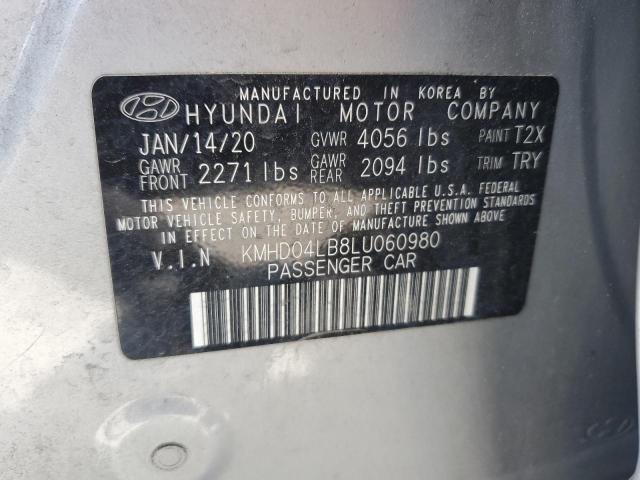 MANUFACTURED IN KOREA BY
HYUNDAI MOTOR COMPANY
JAN/14/20 GVWR 4056 lbs PAINT T2X
GAWR FRONT 2271 lbs GAWR REAR 2094 lbs TRIM TRY
THIS VEHICLE CONFORMS TO ALL APPLICABLE U.S.A. FEDERAL
MOTOR VEHICLE SAFETY, BUMPER, AND THEFT PREVENTION STANDARDS
IN EFFECT ON THE DATE OF MANUFACTURE SHOWN ABOVE.
V.I.N KMHD04LB8LU060980
PASSENGER CAR